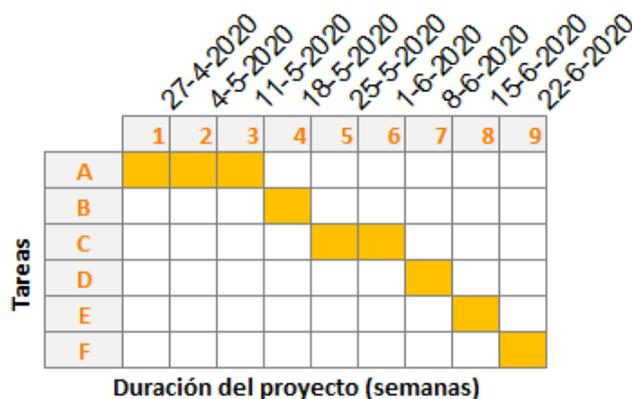 27-4-2020 4-5-2020 11-5-2020 18-5-2020 25-5-2020 1-6-2020 8-6-2020 15-6-2020 22-6-2020
1 2 3 4 5 6 7 8 9
Tareas
A
B
C
D
E
F
Duración del proyecto (semanas)